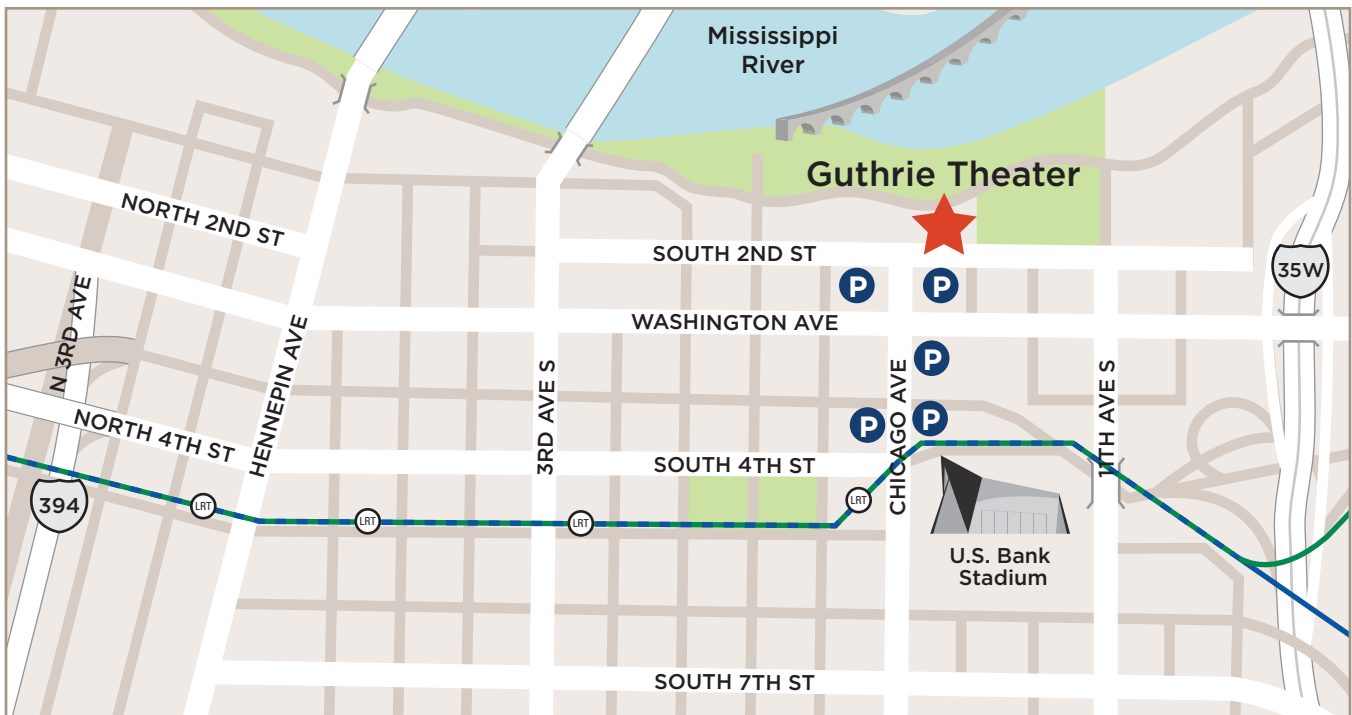 Mississippi
River
Guthrie Theater
NORTH 2ND ST
SOUTH 2ND ST
35W
P
P
N 3RD AVE
WASHINGTON AVE
HENNEPIN AVE
3RD AVE S
P
CHICAGO AVE
11TH AVE S
NORTH 4TH ST
P
P
SOUTH 4TH ST
394
LRT
LRT
LRT
LRT
U.S. Bank
Stadium
SOUTH 7TH ST